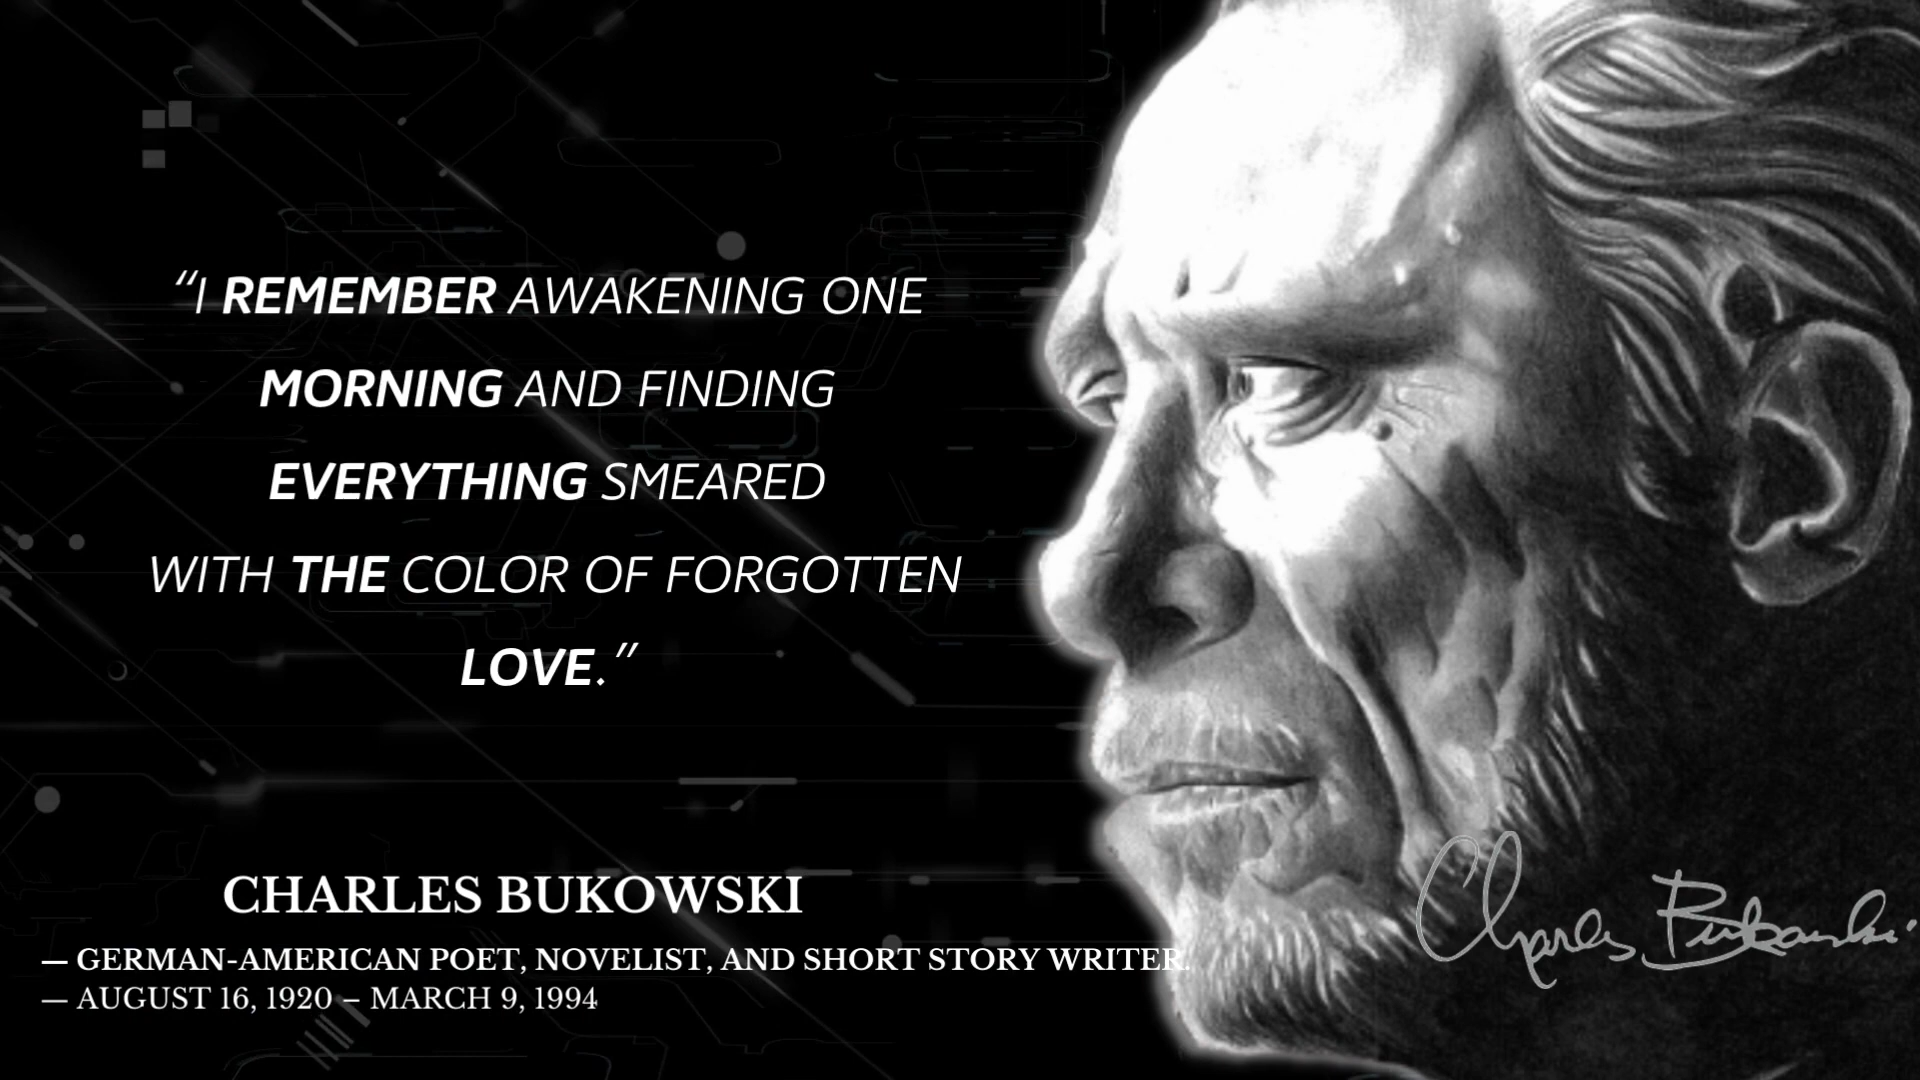 “I REMEMBER AWAKENING ONE
MORNING AND FINDING
EVERYTHING SMEARED
WITH THE COLOR OF FORGOTTEN
LOVE.”
CHARLES BUKOWSKI
— GERMAN-AMERICAN POET, NOVELIST, AND SHORT STORY WRITER.
— AUGUST 16, 1920 – MARCH 9, 1994
Charles Bukowski